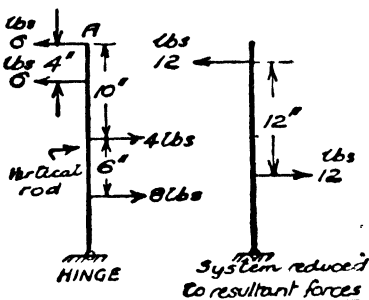 lbs
6
A
lbs
6
4"
10"
4 lbs
6"
Vertical
rod
8 lbs
HINGE
lbs
12
12"
lbs
12
System reduced
to resultant forces